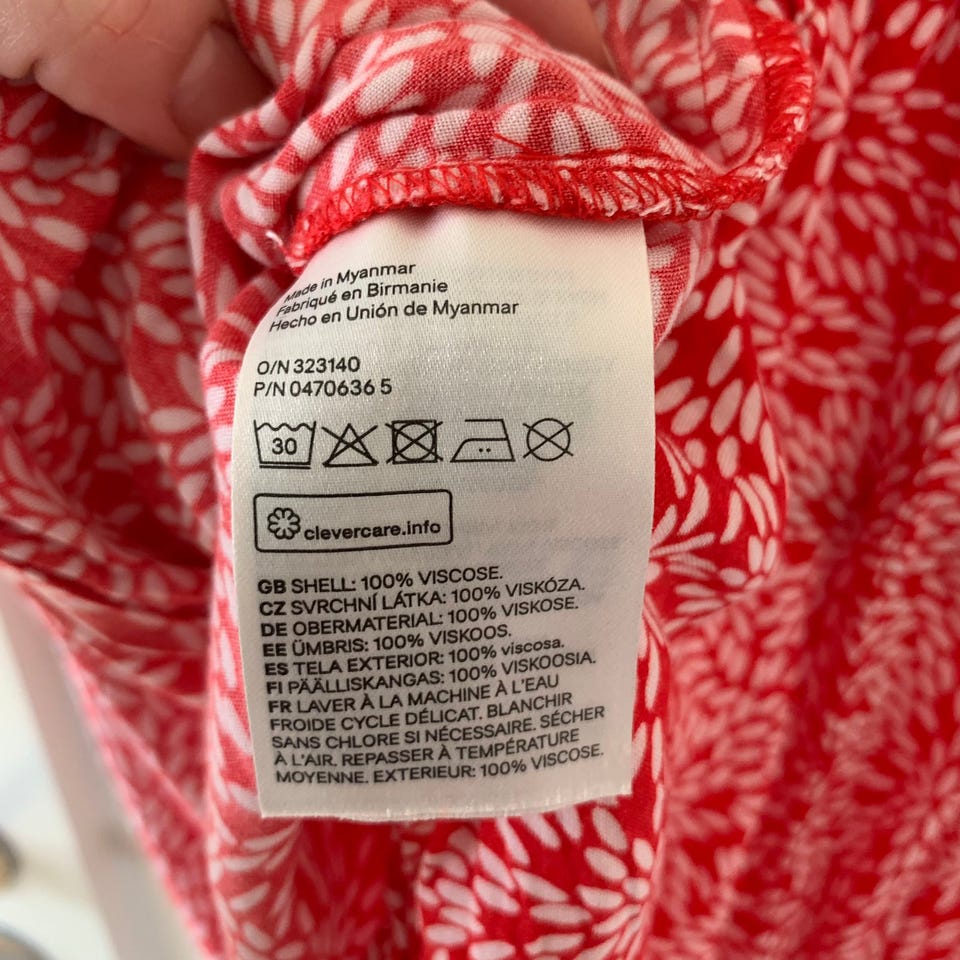 Made in Myanmar
Fabriqué en Birmanie
Hecho en Unión de Myanmar
O/N 323140
P/N 0470636 5
30
clevercare.info
GB SHELL: 100% VISCOSE.
CZ SVRCHNÍ LÁTKA: 100% VISKÓZA.
DE OBERMATERIAL: 100% VISKOSE.
EE ÜMBRIS: 100% VISKOOS.
ES TELA EXTERIOR: 100% viscosa.
FI PÄÄLLISKANGAS: 100% VISKOOSIA.
FR LAVER À LA MACHINE À L'EAU
FROIDE CYCLE DÉLICAT. BLANCHIR
SANS CHLORE SI NÉCESSAIRE. SÉCHER
À L'AIR. REPASSER À TEMPÉRATURE
MOYENNE. EXTERIEUR: 100% VISCOSE.